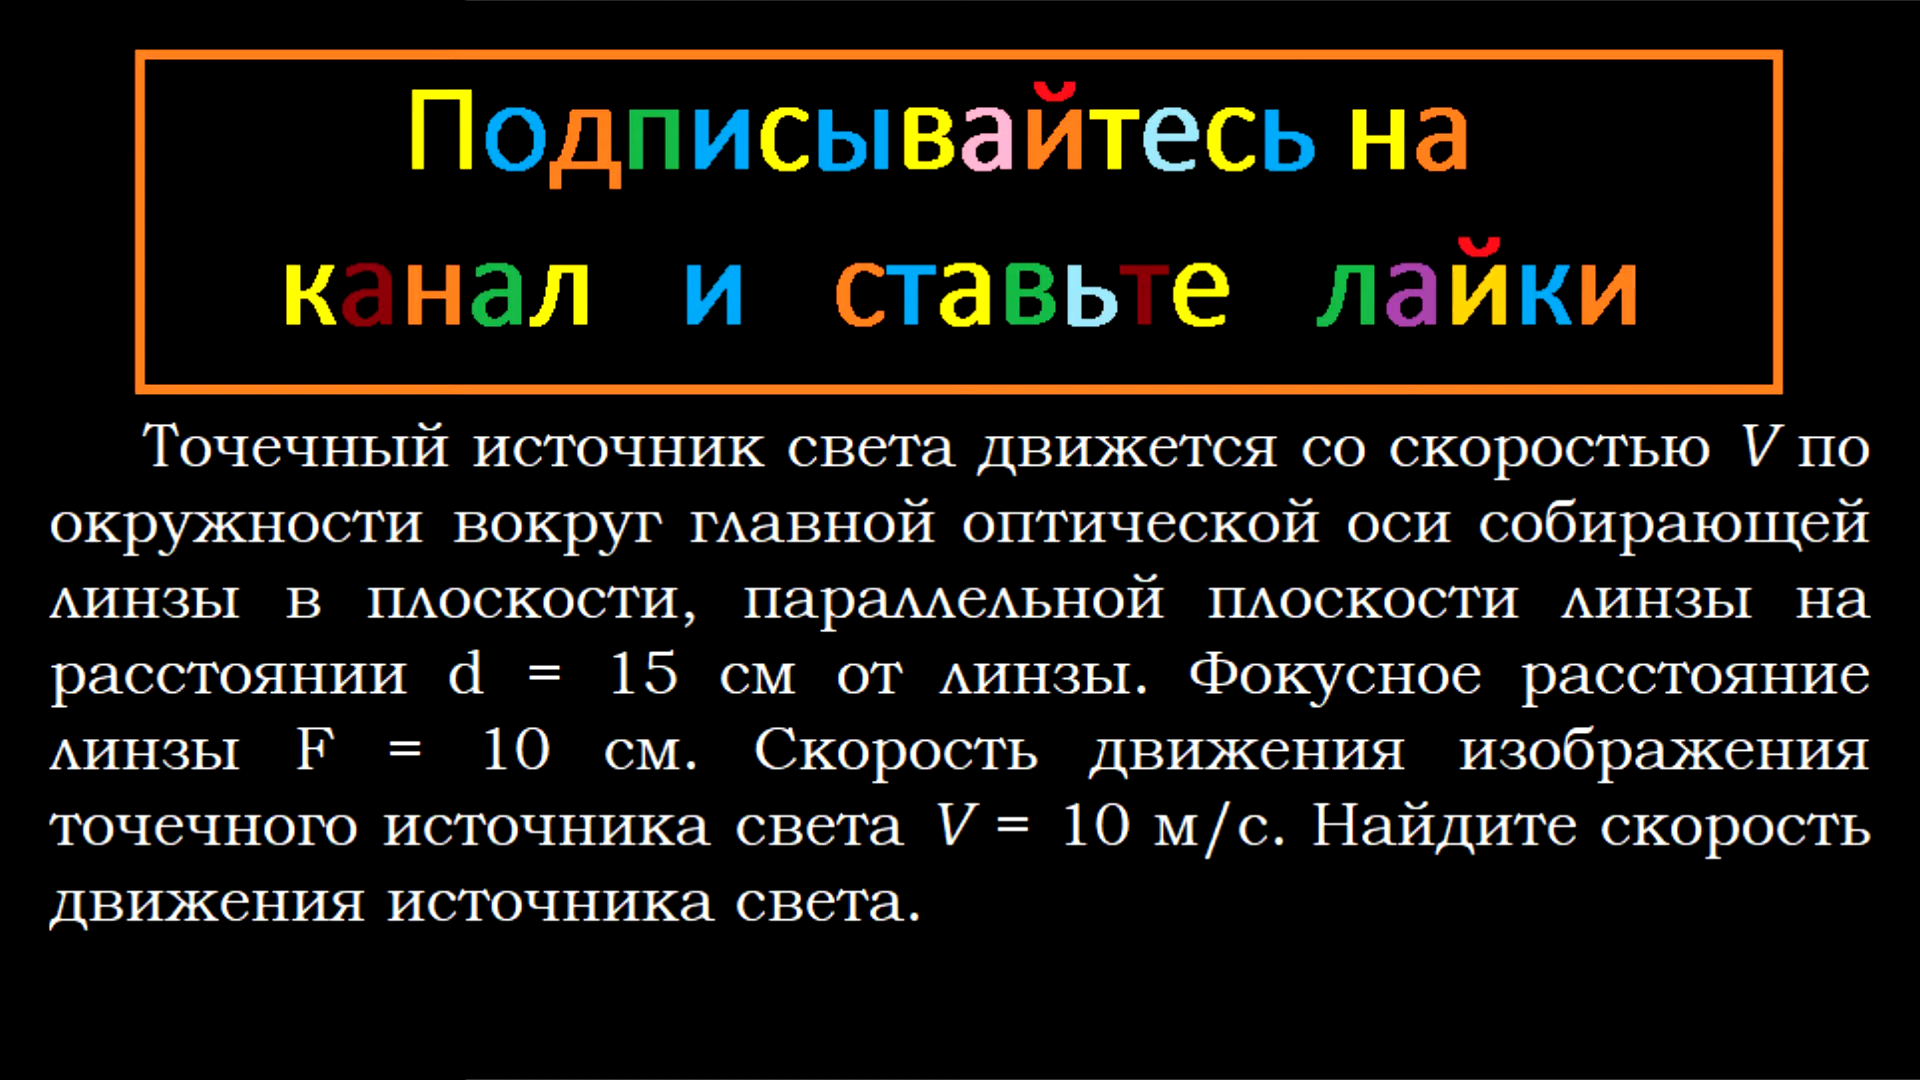 Подписывайтесь на
канал и ставьте лайки
Точечный источник света движется со скоростью V по
окружности вокруг главной оптической оси собирающей
линзы в плоскости, параллельной плоскости линзы на
расстоянии d = 15 см от линзы. Фокусное расстояние
линзы F = 10 см. Скорость движения изображения
точечного источника света V = 10 м/с. Найдите скорость
движения источника света.